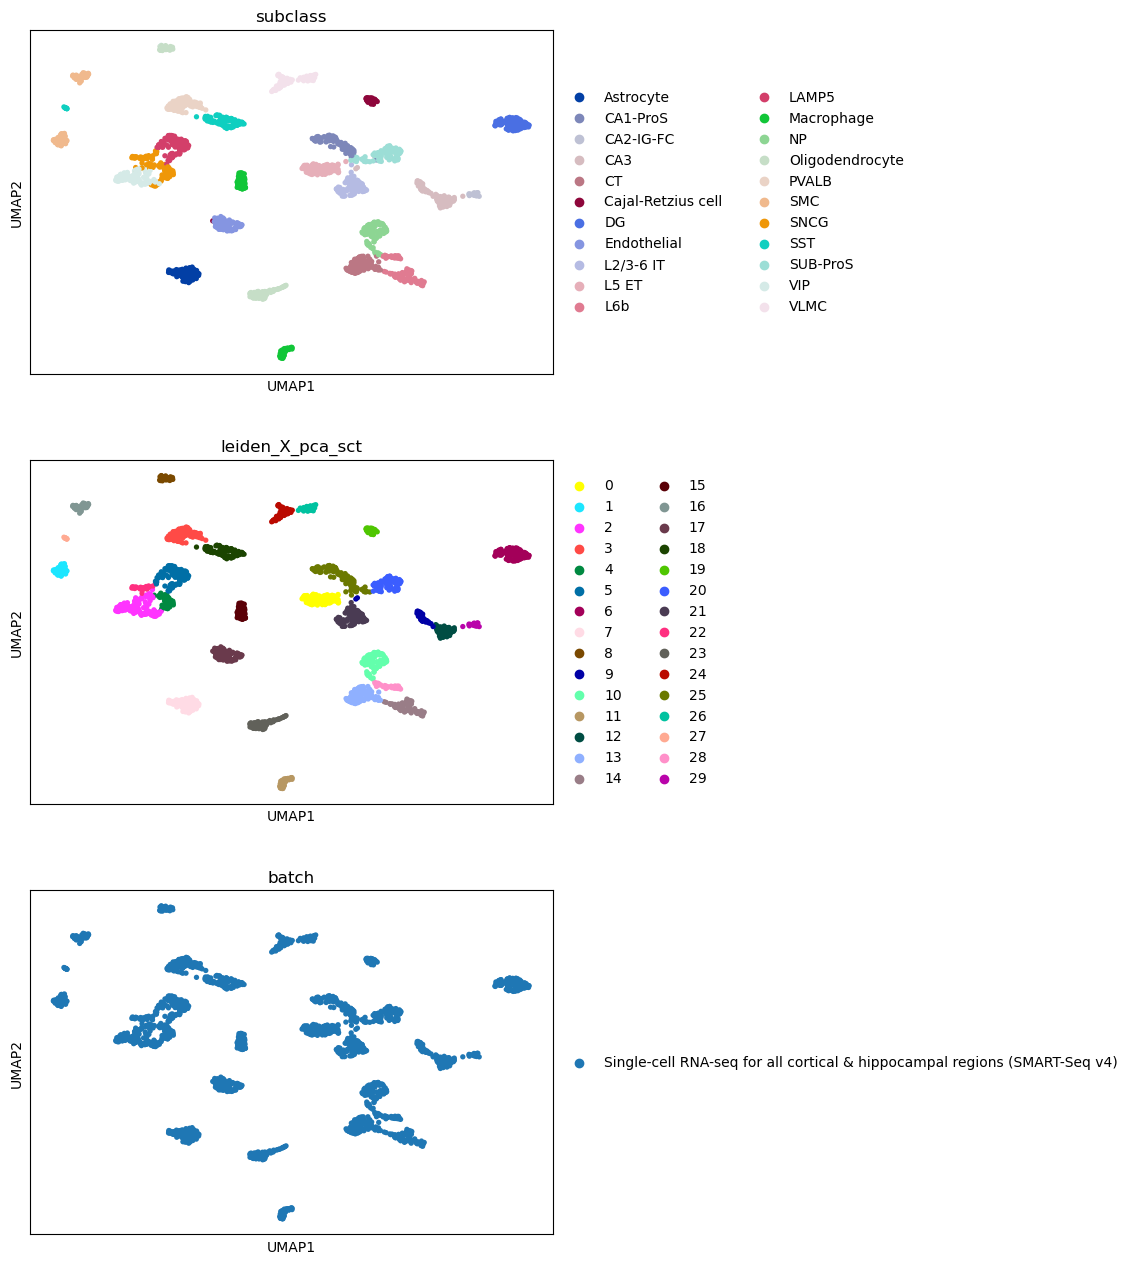 subclass
UMAP2
UMAP1
Astrocyte
CA1-ProS
CA2-IG-FC
CA3
CT
Cajal-Retzius cell
DG
Endothelial
L2/3-6 IT
L5 ET
L6b
LAMP5
Macrophage
NP
Oligodendrocyte
PVALB
SMC
SNCG
SST
SUB-ProS
VIP
VLMC
leiden_X_pca_sct
UMAP2
UMAP1
0
1
2
3
4
5
6
7
8
9
10
11
12
13
14
15
16
17
18
19
20
21
22
23
24
25
26
27
28
29
batch
UMAP2
UMAP1
Single-cell RNA-seq for all cortical & hippocampal regions (SMART-Seq v4)